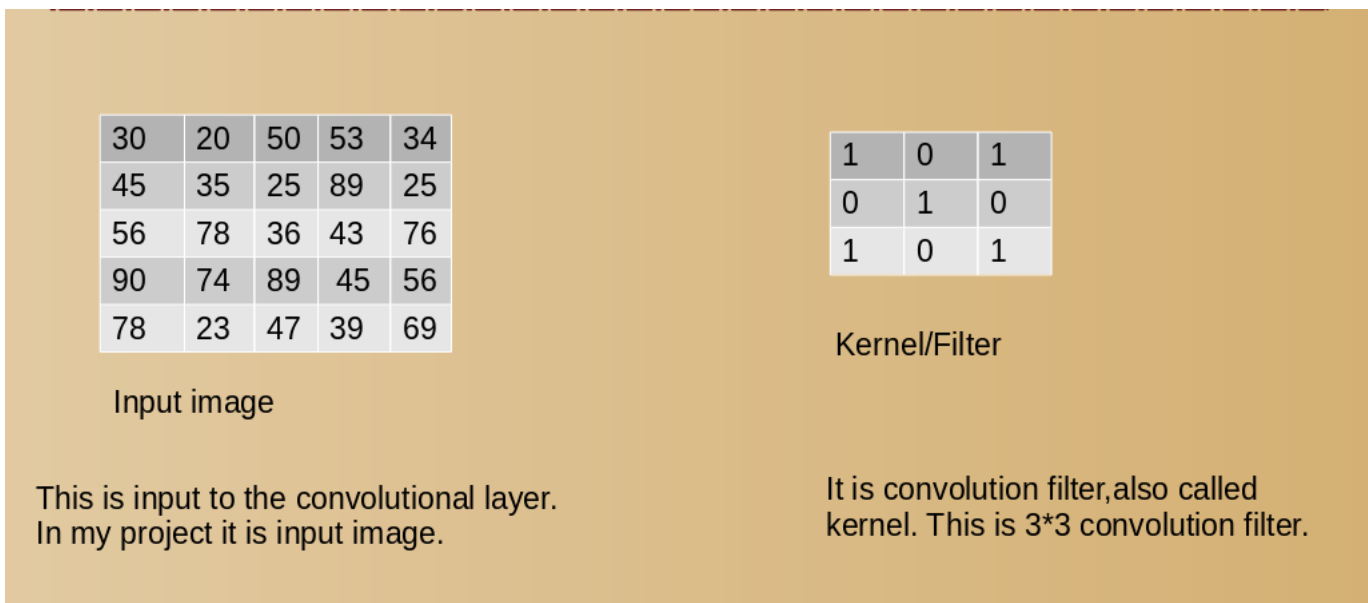 30 20 50 53 34
45 35 25 89 25
56 78 36 43 76
90 74 89 45 56
78 23 47 39 69
Input image
This is input to the convolutional layer.
In my project it is input image.
1 0 1
0 1 0
1 0 1
Kernel/Filter
It is convolution filter,also called
kernel. This is 3*3 convolution filter.